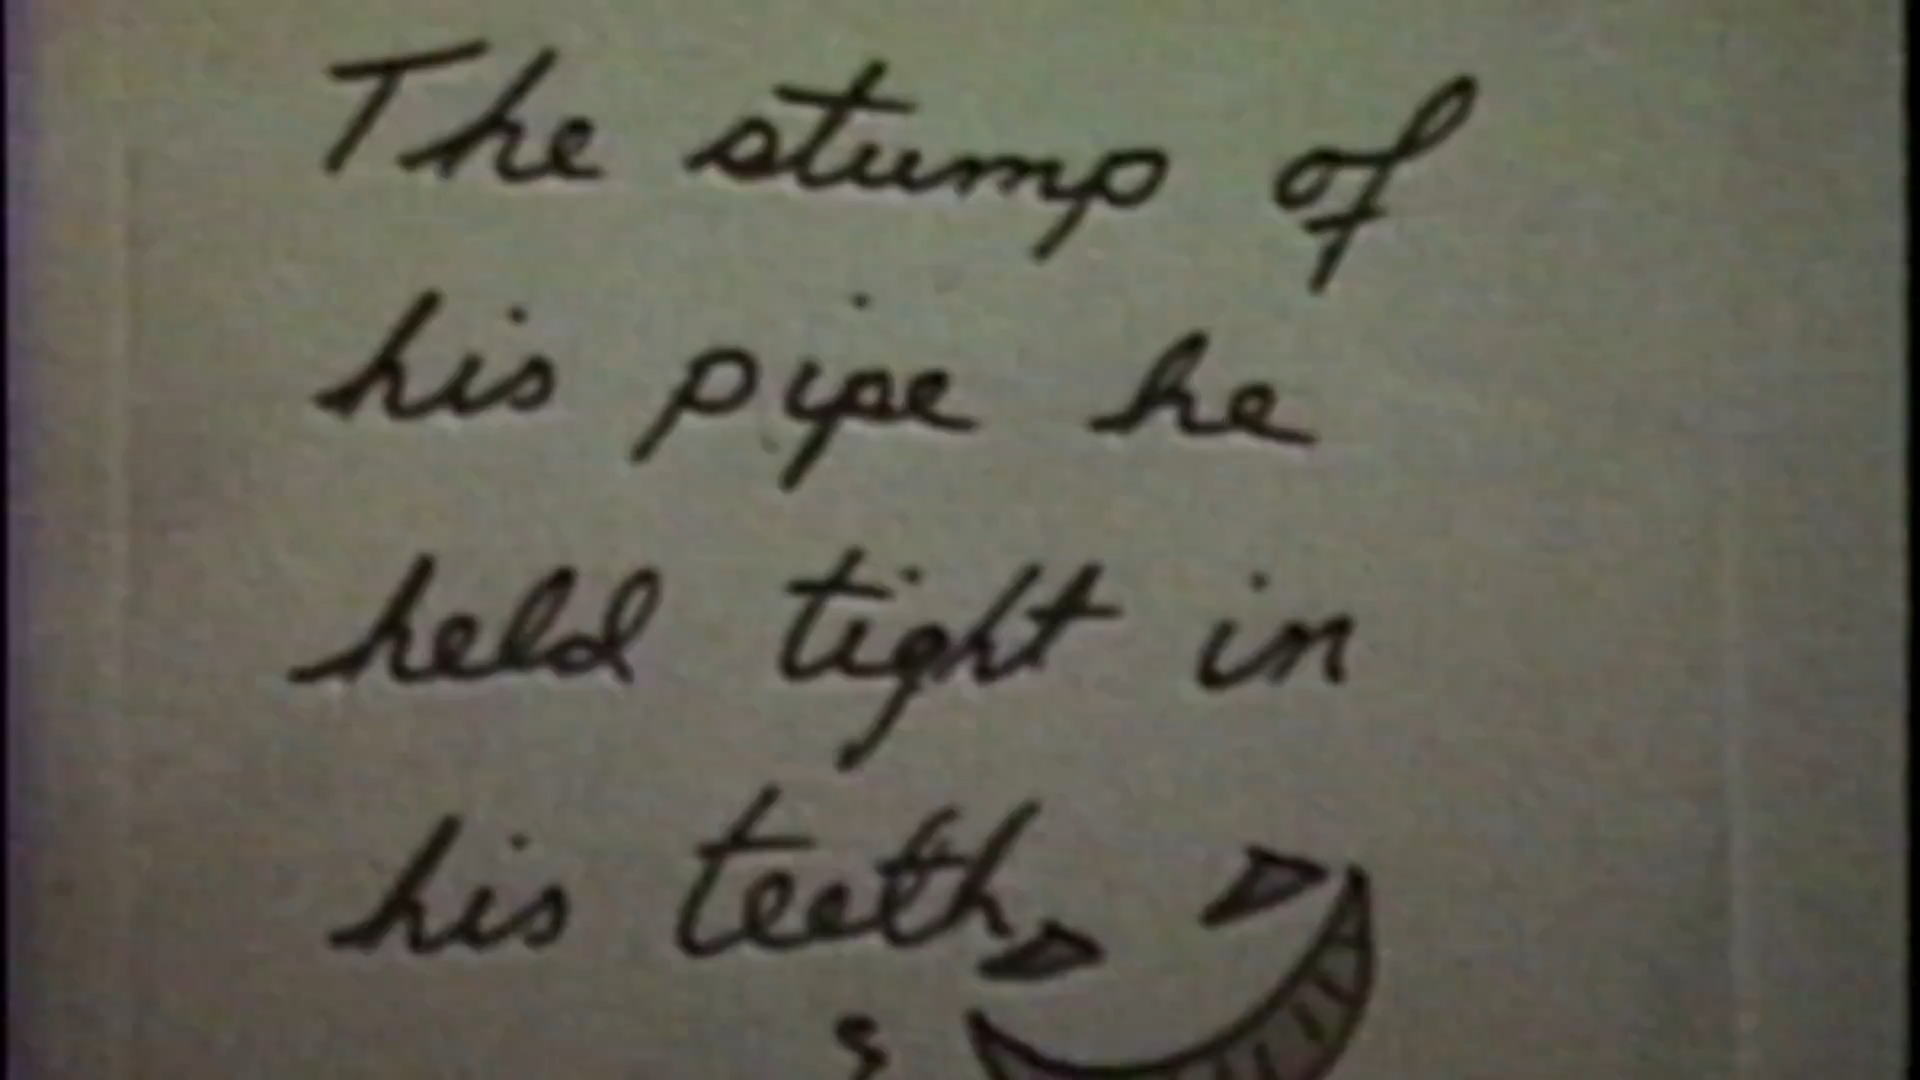 The stump of
his pipe he
held tight in
his teeth